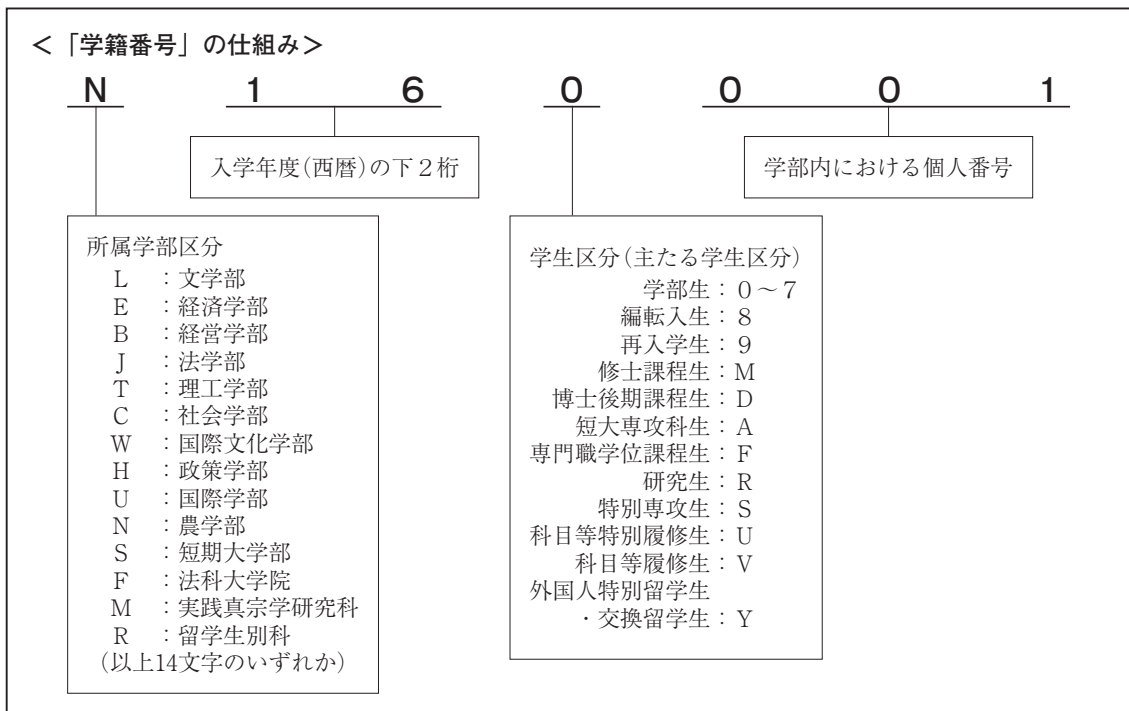 ＜「学籍番号」の仕組み＞
N 1 6 0 0 0 1
入学年度(西暦)の下２桁
学部内における個人番号
所属学部区分
L ：文学部
E ：経済学部
B ：経営学部
J ：法学部
T ：理工学部
C ：社会学部
W ：国際文化学部
H ：政策学部
U ：国際学部
N ：農学部
S ：短期大学部
F ：法科大学院
M ：実践真宗学研究科
R ：留学生別科
（以上14文字のいずれか）
学生区分(主たる学生区分)
学部生：０～７
編転入生：８
再入学生：９
修士課程生：M
博士後期課程生：D
短大専攻科生：A
専門職学位課程生：F
研究生：R
特別専攻生：S
科目等特別履修生：U
科目等履修生：V
外国人特別留学生
・交換留学生：Y